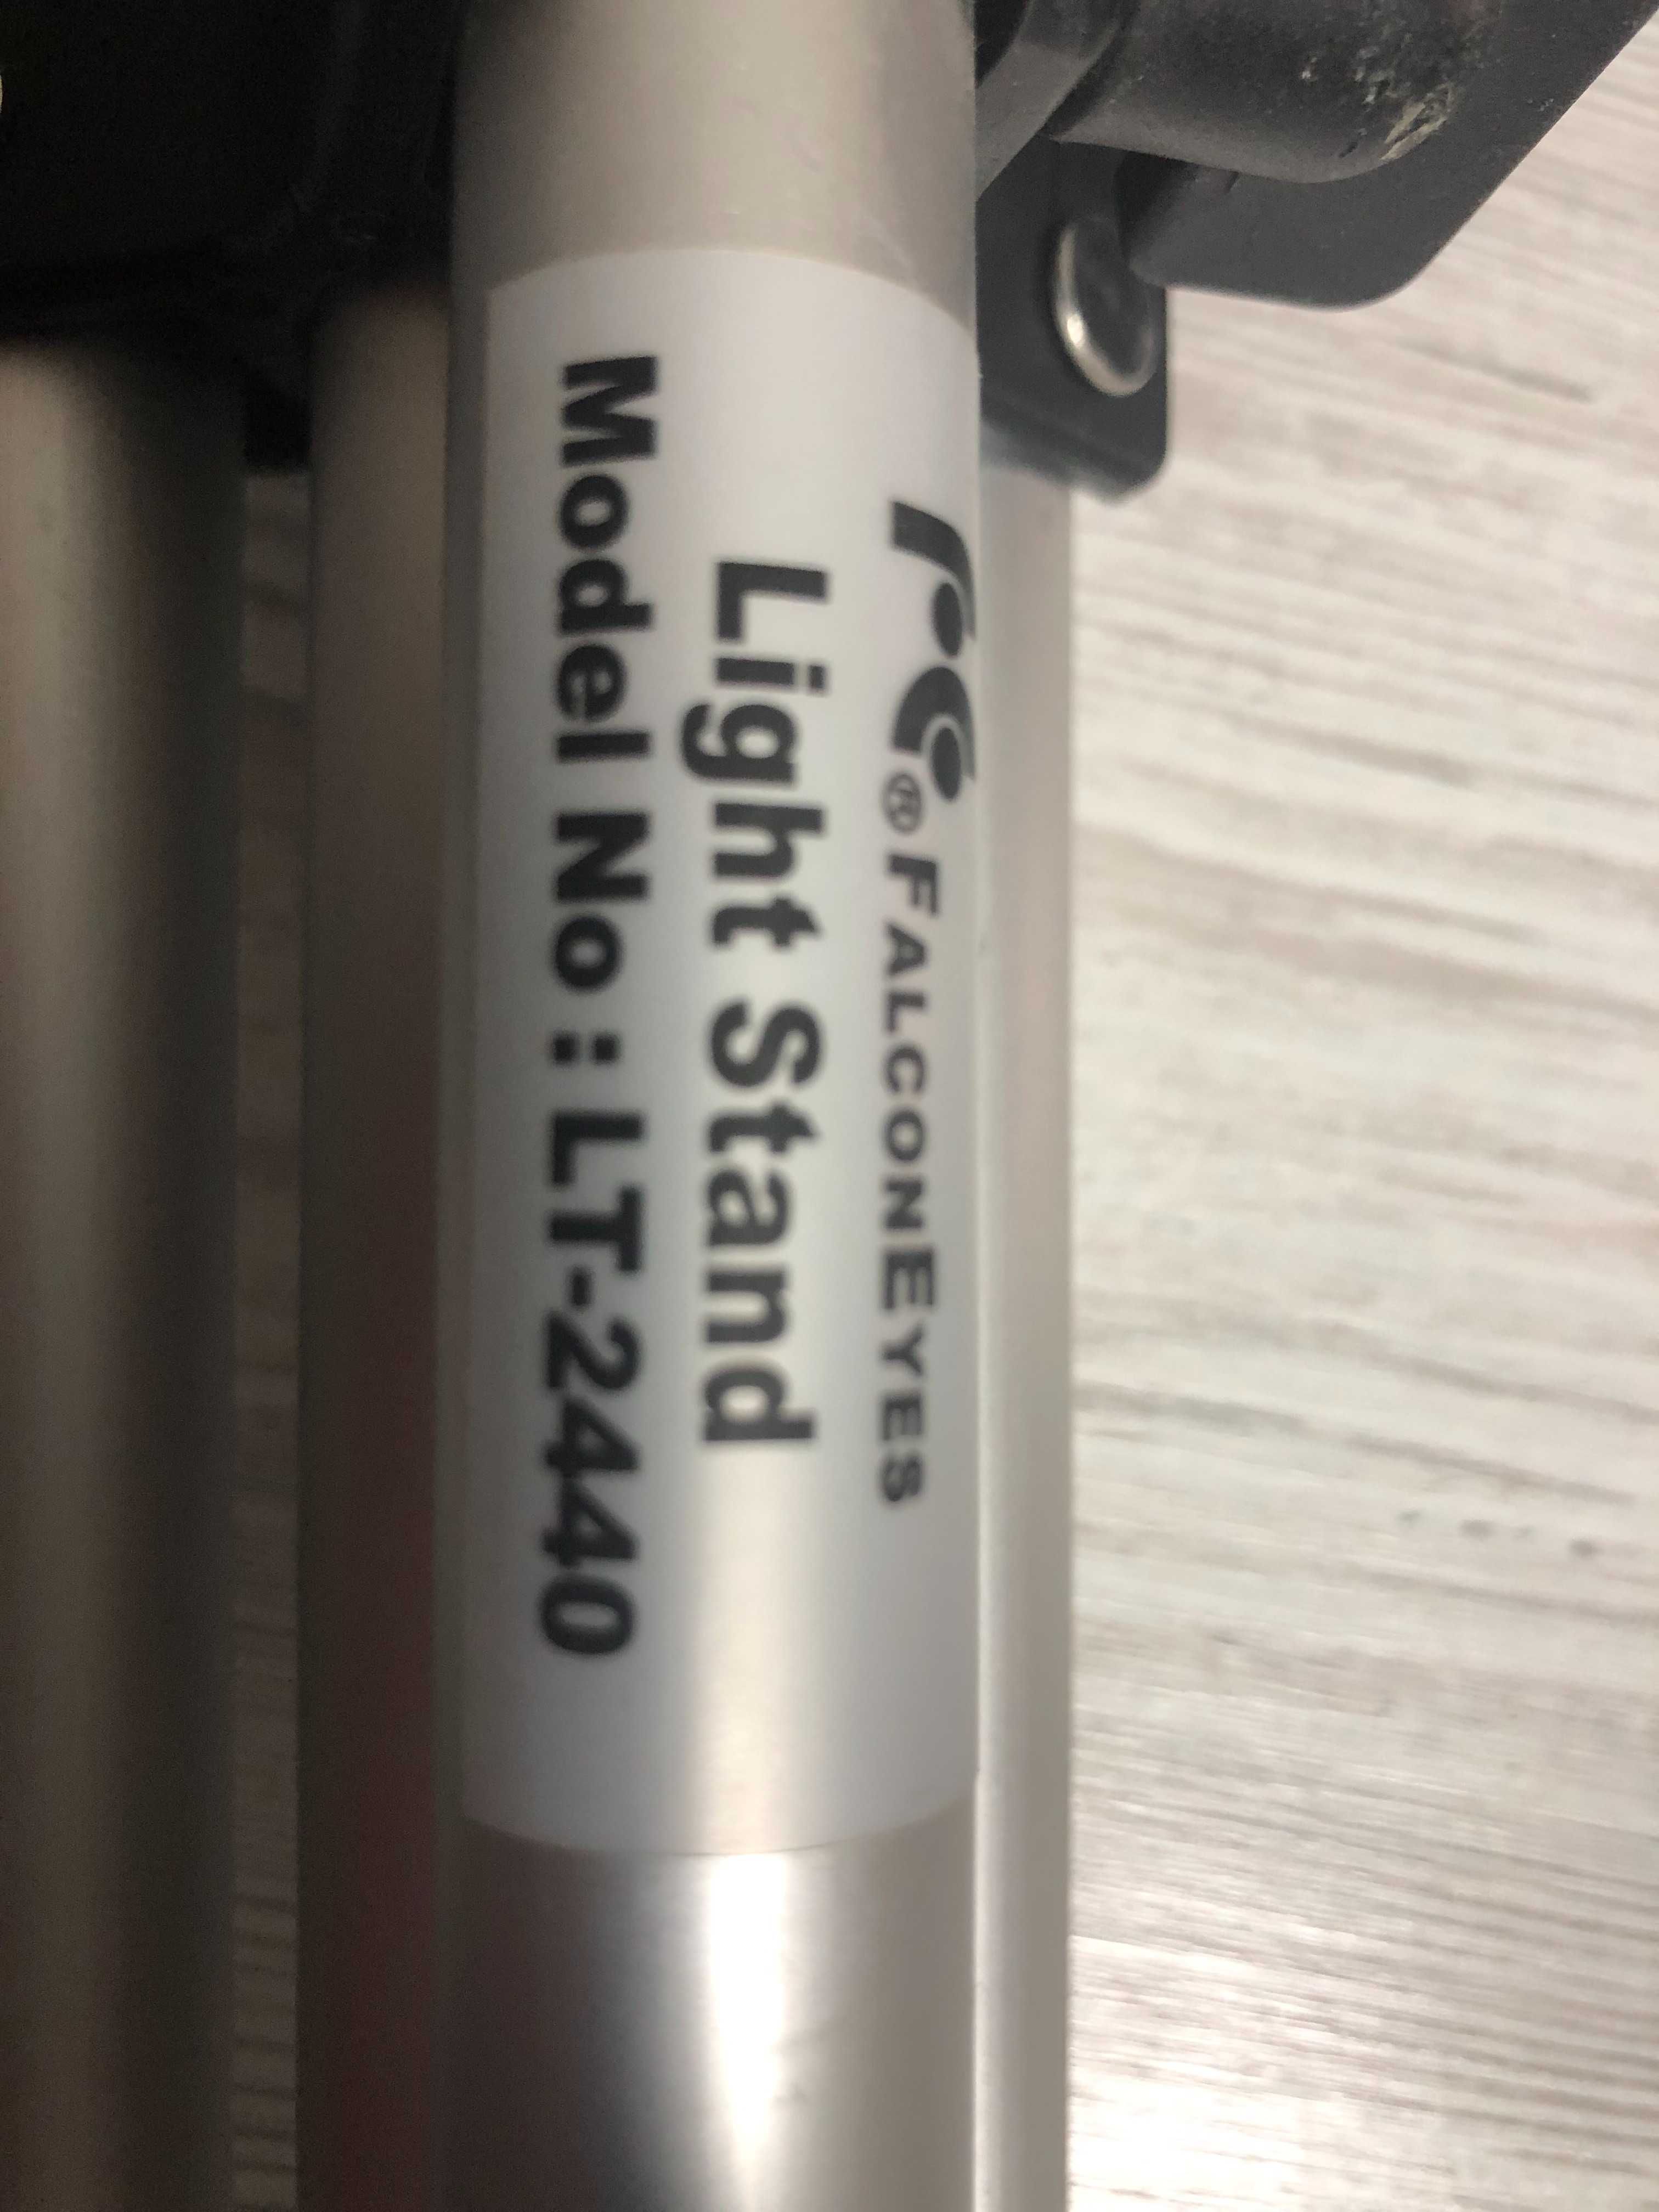 ® FALCONEYES
Light Stand
Model No : LT-2440